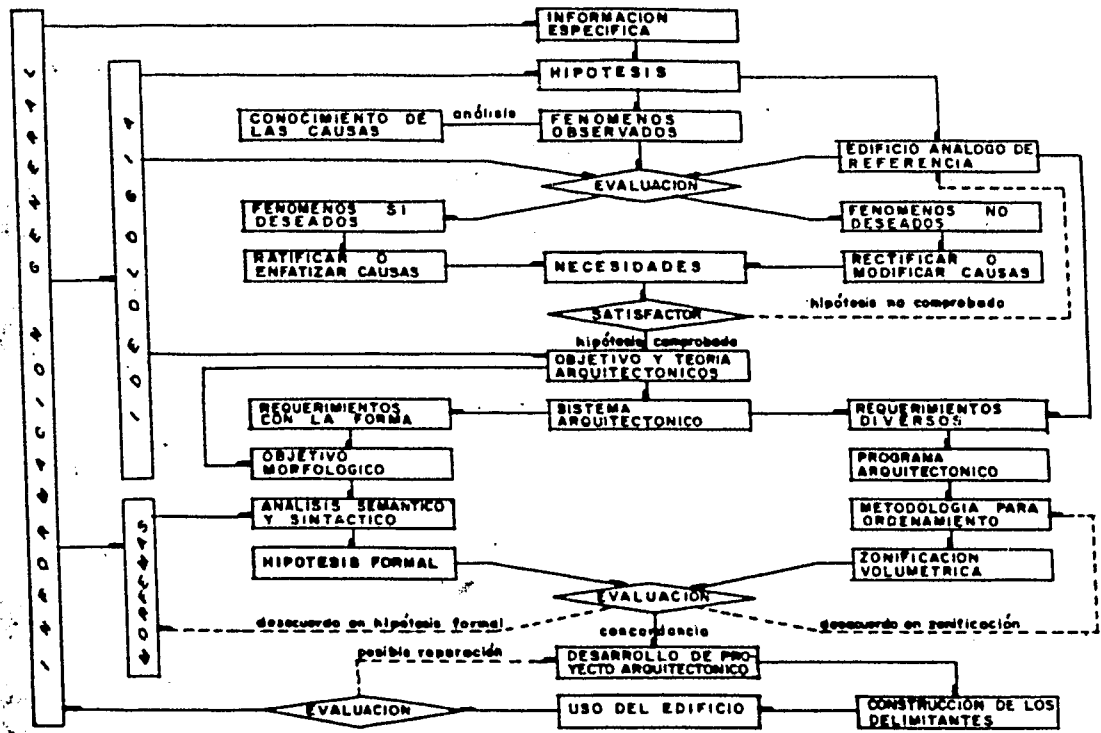 INFORMACION GENERAL
IDEOLOGIA
MORFEMAS
INFORMACION
ESPECIFICA
HIPOTESIS
CONOCIMIENTO DE
LAS CAUSAS
análisis
FENOMENOS
OBSERVADOS
EDIFICIO ANALOGO DE
REFERENCIA
EVALUACION
FENOMENOS SI
DESEADOS
FENOMENOS NO
DESEADOS
RATIFICAR O
ENFATIZAR CAUSAS
NECESIDADES
RECTIFICAR O
MODIFICAR CAUSAS
SATISFACTOR
hipótesis no comprobada
hipótesis comprobada
OBJETIVO Y TEORIA
ARQUITECTONICOS
REQUERIMIENTOS
CON LA FORMA
SISTEMA
ARQUITECTONICO
REQUERIMIENTOS
DIVERSOS
OBJETIVO
MORFOLOGICO
PROGRAMA
ARQUITECTONICO
ANALISIS SEMANTICO
Y SINTACTICO
METODOLOGIA PARA
ORDENAMIENTO
HIPOTESIS FORMAL
ZONIFICACION
VOLUMETRICA
EVALUACION
desacuerdo en hipótesis formal
concordancia
desacuerdo en zonificación
posible reparación
DESARROLLO DE PRO-
YECTO ARQUITECTONICO
EVALUACION
USO DEL EDIFICIO
CONSTRUCCION DE LOS
DELIMITANTES